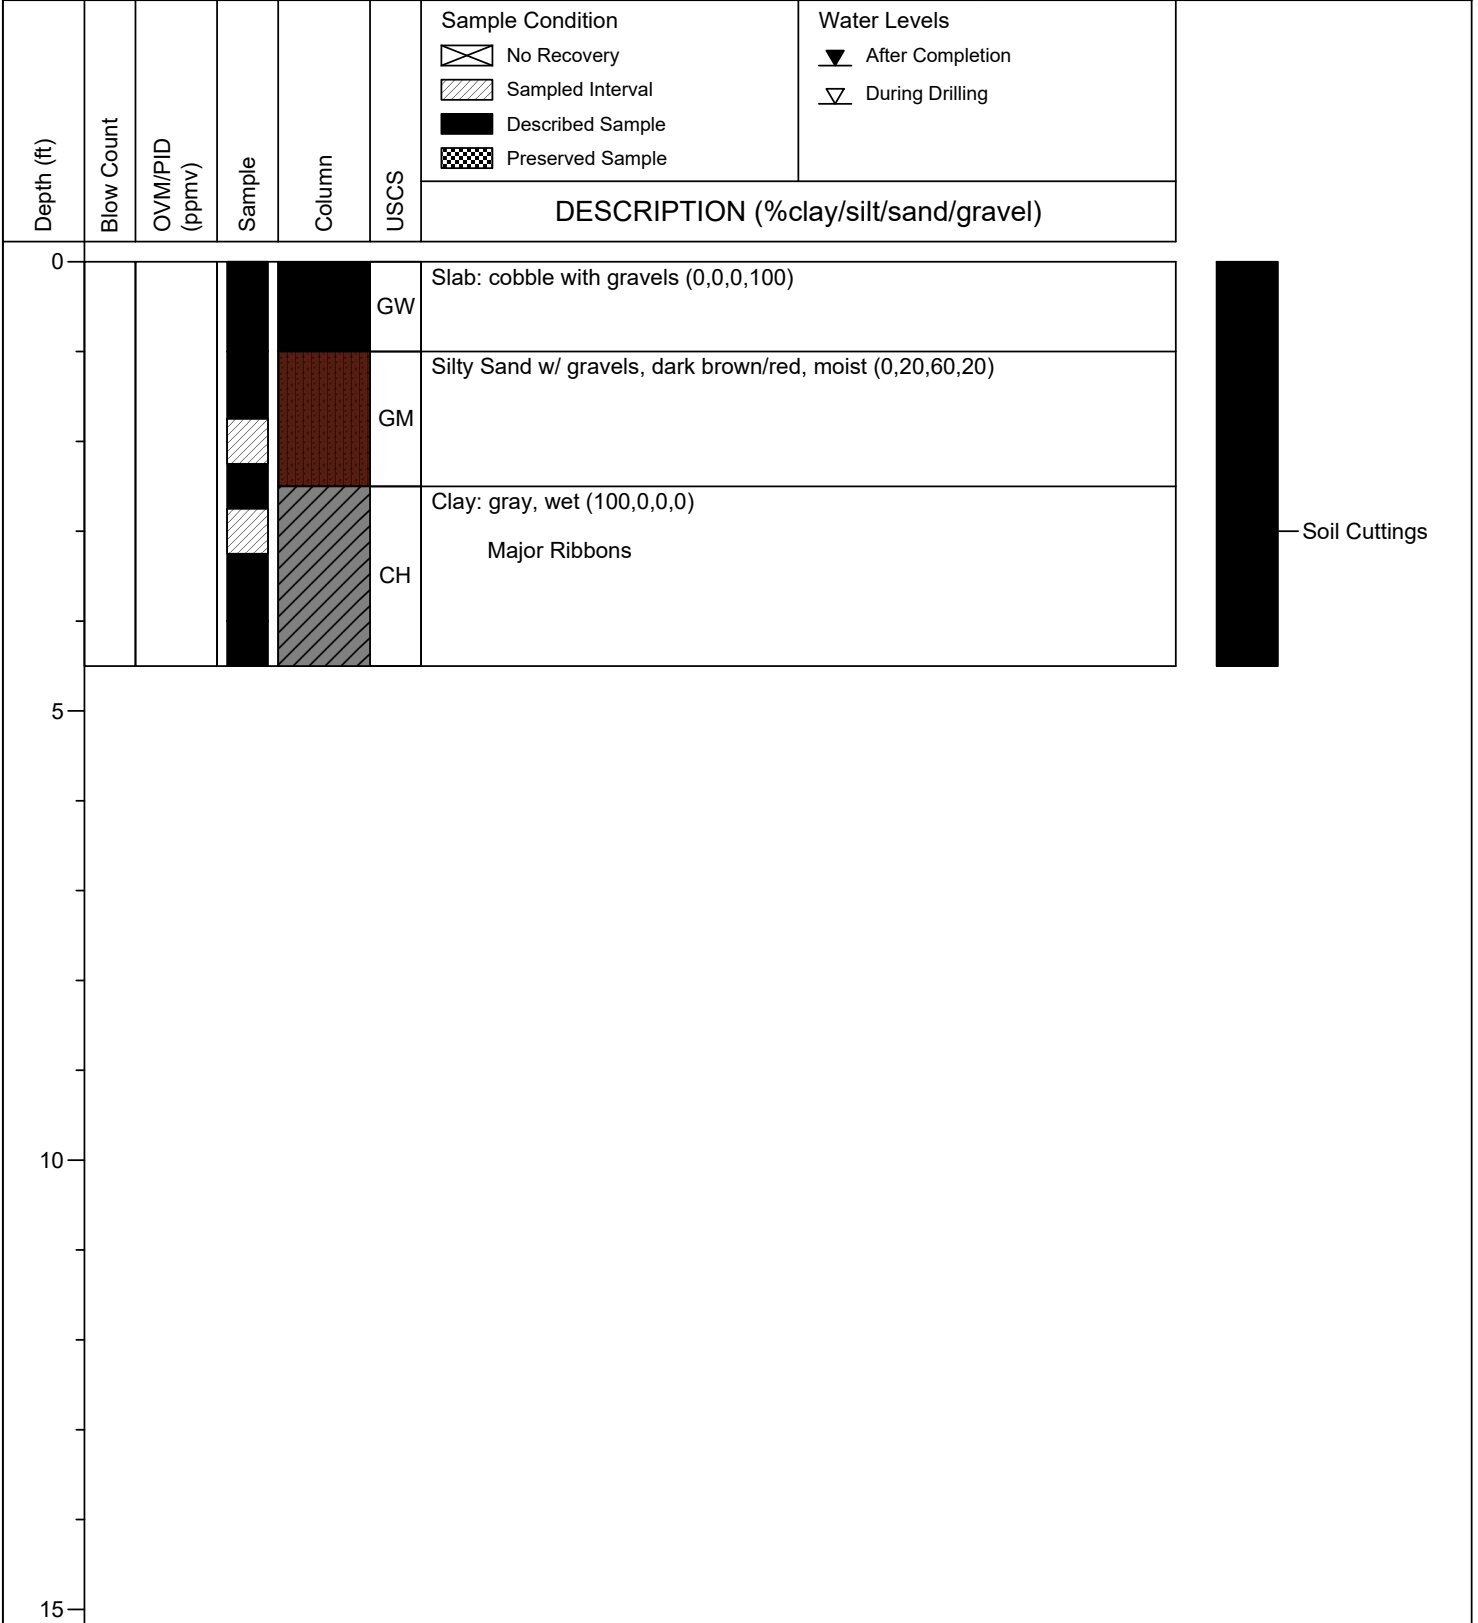 Sample Condition
No Recovery
Sampled Interval
Described Sample
Preserved Sample
Water Levels
After Completion
During Drilling
Depth (ft)
Blow Count
OVM/PID
(ppmv)
Sample
Column
USCS
DESCRIPTION (%clay/silt/sand/gravel)
0
GW
Slab: cobble with gravels (0,0,0,100)
GM
Silty Sand w/ gravels, dark brown/red, moist (0,20,60,20)
CH
Clay: gray, wet (100,0,0,0)
Major Ribbons
Soil Cuttings
5
10
15